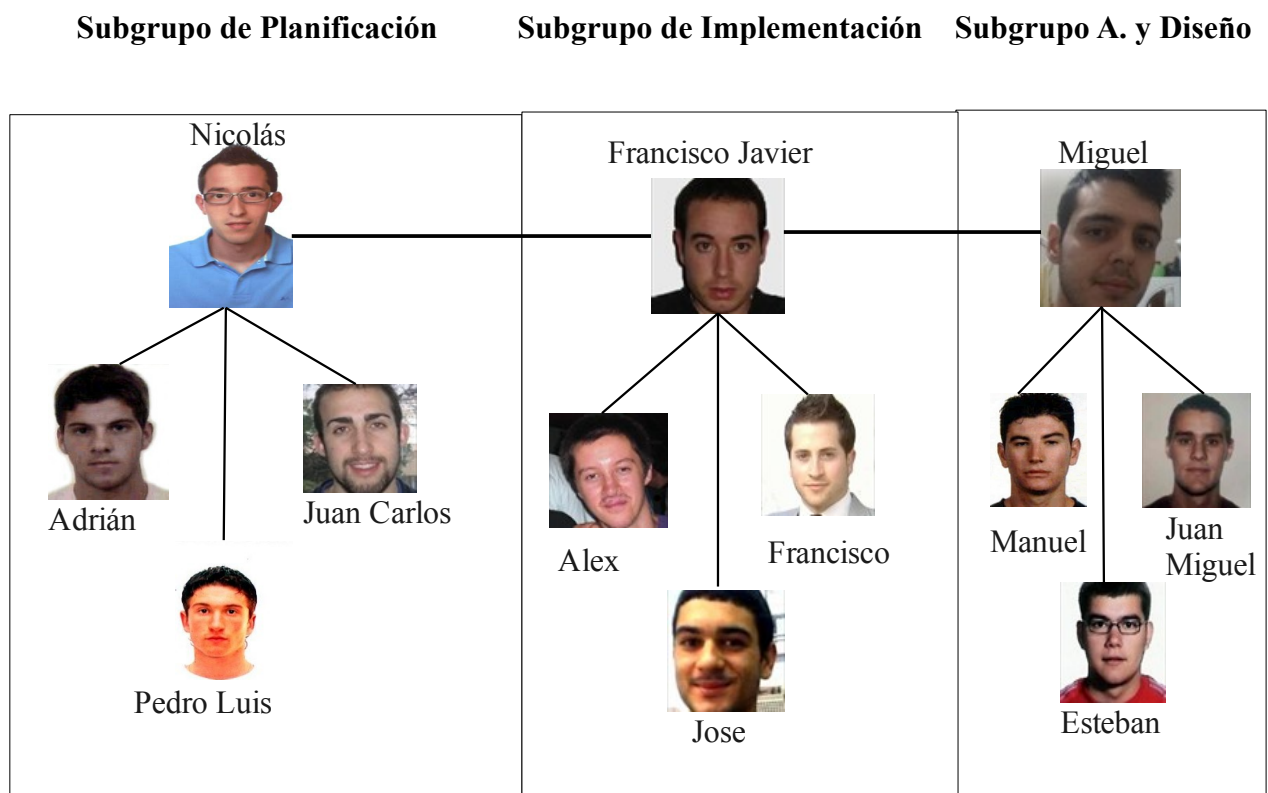 Subgrupo de Planificación
Subgrupo de Implementación
Subgrupo A. y Diseño
Nicolás
Francisco Javier
Miguel
Adrián
Juan Carlos
Pedro Luis
Alex
Francisco
Jose
Manuel
Juan
Miguel
Esteban